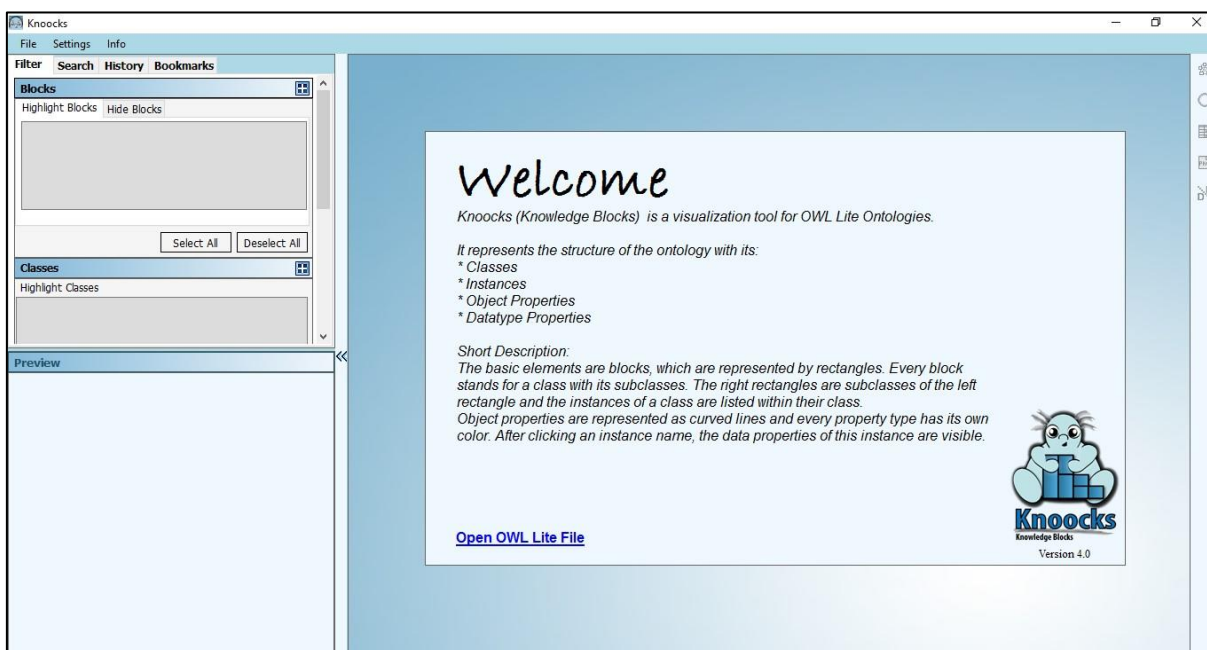 Knoocks
File Settings Info
Filter Search History Bookmarks
Blocks
Highlight Blocks Hide Blocks
Select All Deselect All
Classes
Highlight Classes
Preview
Welcome
Knoocks (Knowledge Blocks) is a visualization tool for OWL Lite Ontologies.
It represents the structure of the ontology with its:
* Classes
* Instances
* Object Properties
* Datatype Properties
Short Description:
The basic elements are blocks, which are represented by rectangles. Every block
stands for a class with its subclasses. The right rectangles are subclasses of the left
rectangle and the instances of a class are listed within their class.
Object properties are represented as curved lines and every property type has its own
color. After clicking an instance name, the data properties of this instance are visible.
Open OWL Lite File
Knoocks
Knowledge Blocks
Version 4.0